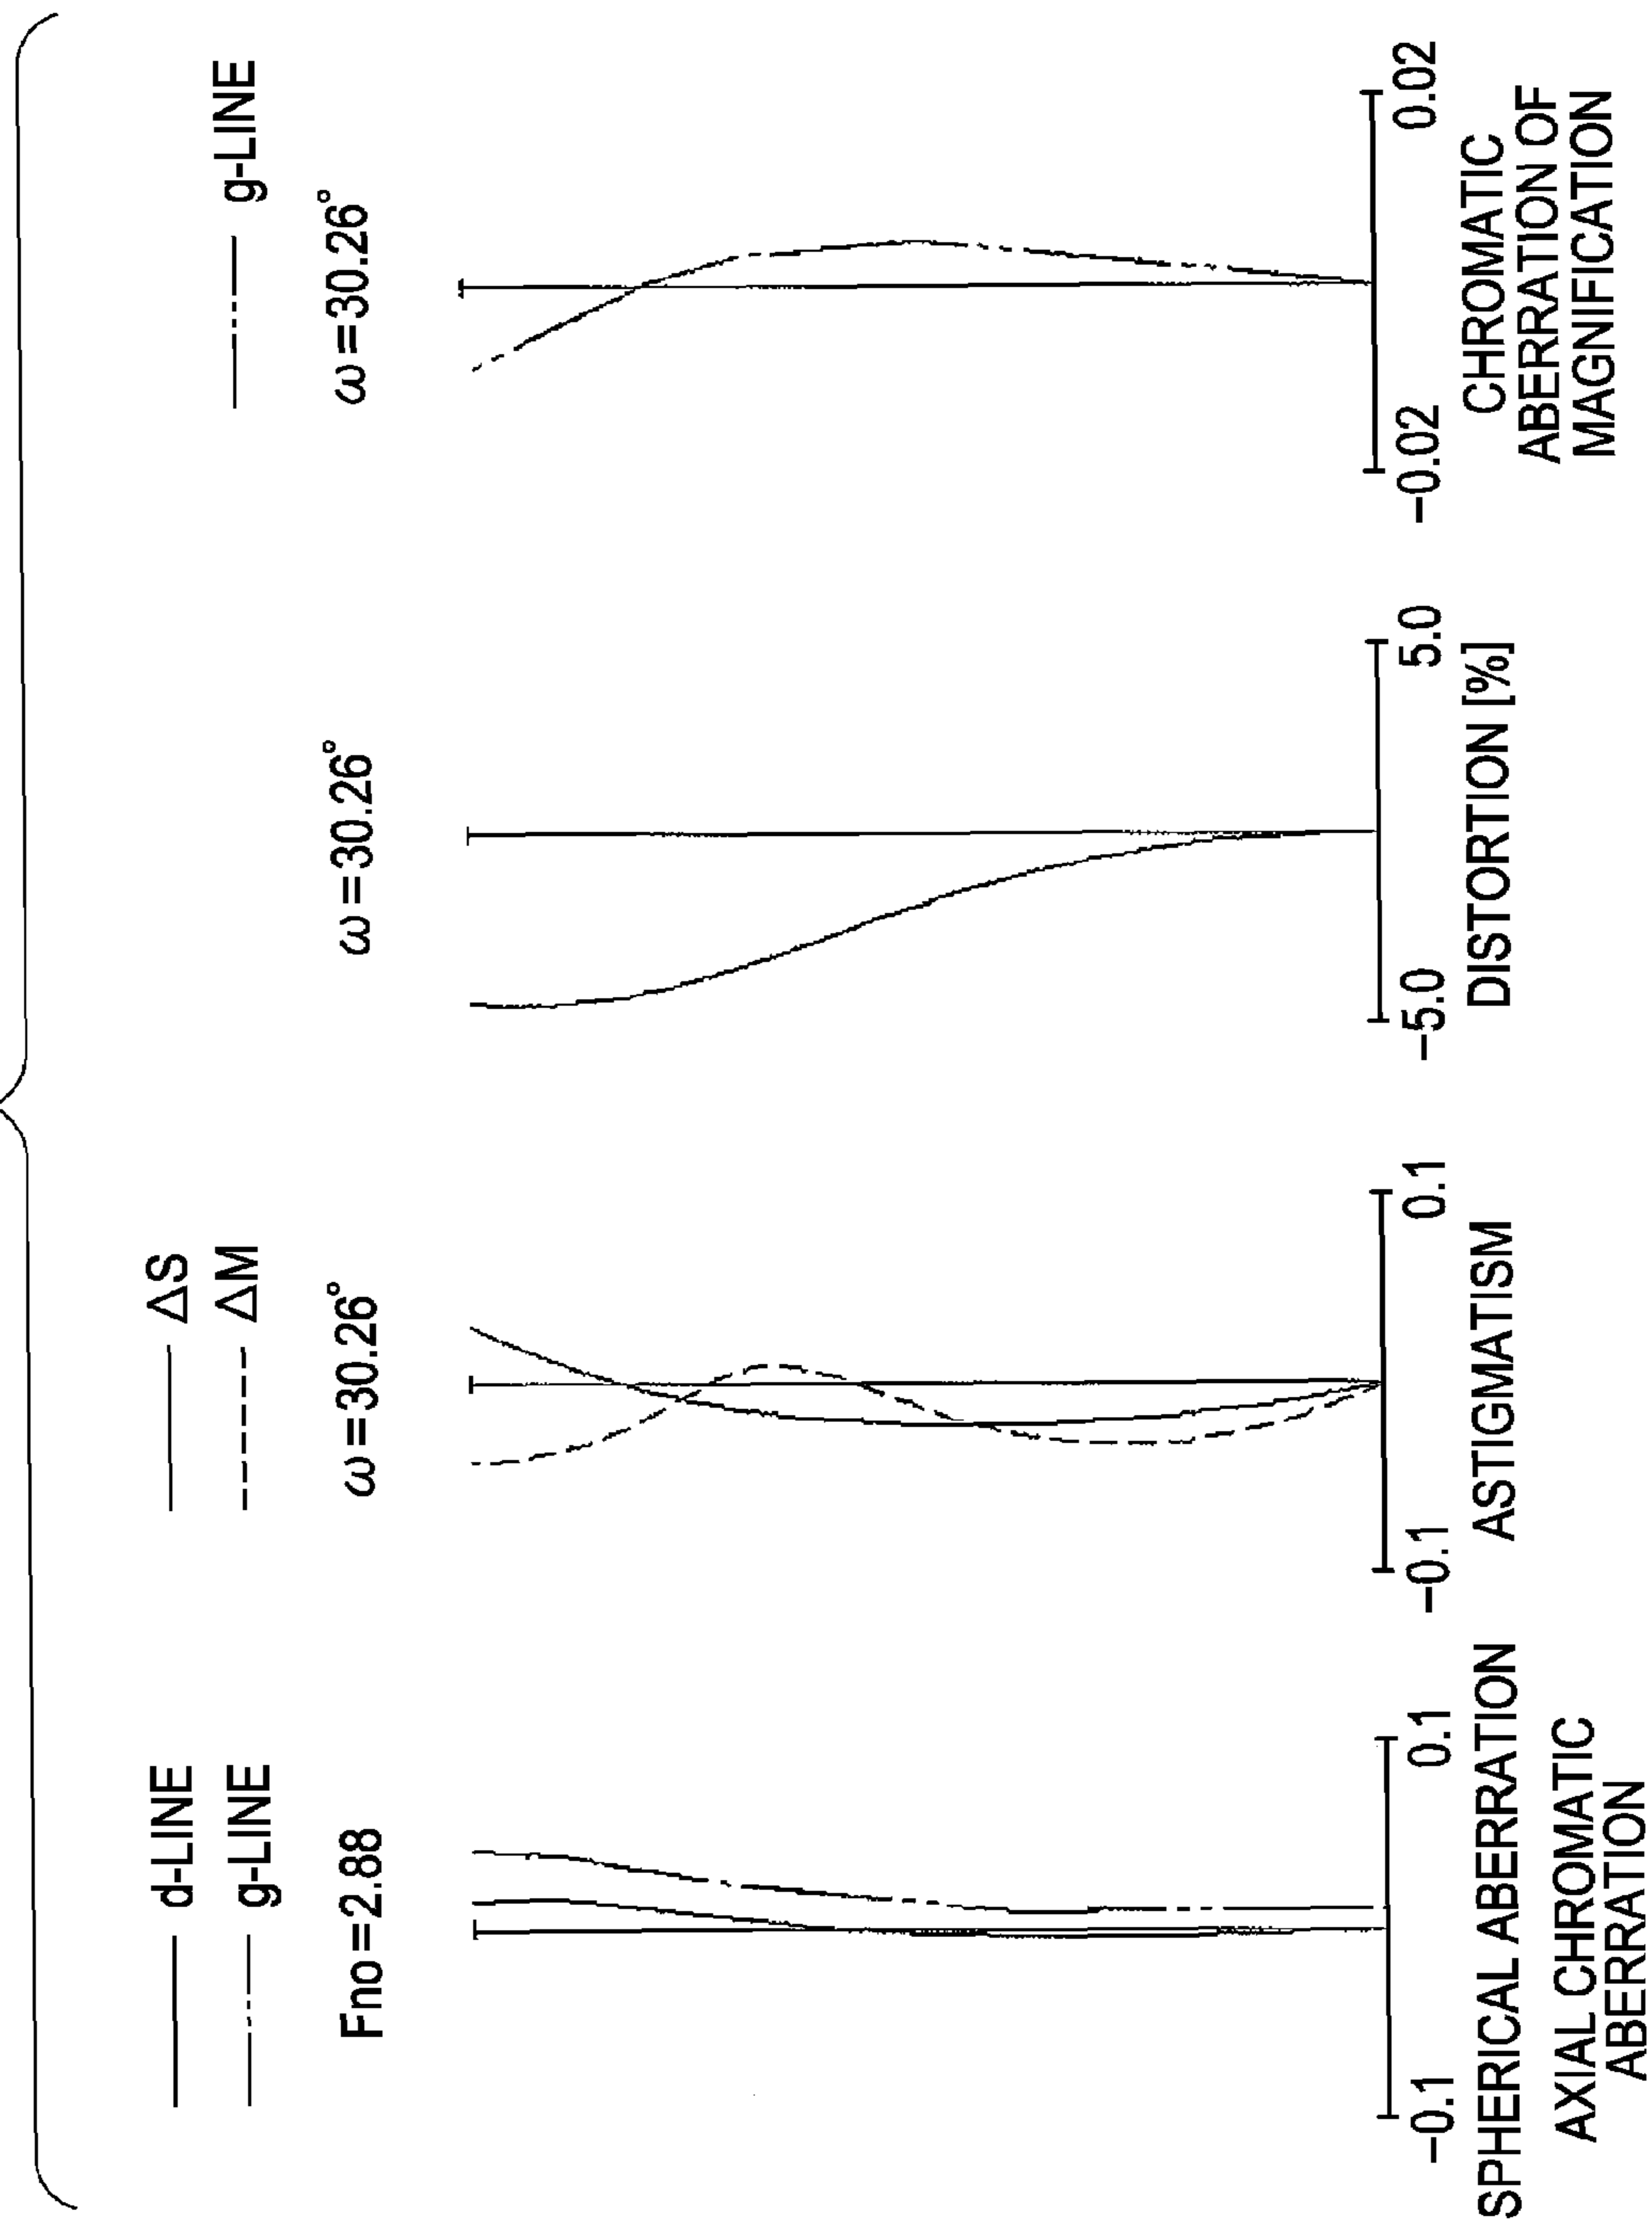 d-LINE
g-LINE
Fno=2.88
0.1
−0.1
SPHERICAL ABERRATION
AXIAL CHROMATIC
ABERRATION
ΔS
ΔM
ω=30.26°
0.1
−0.1
ASTIGMATISM
ω=30.26°
5.0
−5.0
DISTORTION [%]
g-LINE
ω=30.26°
0.02
−0.02
CHROMATIC
ABERRATION OF
MAGNIFICATION